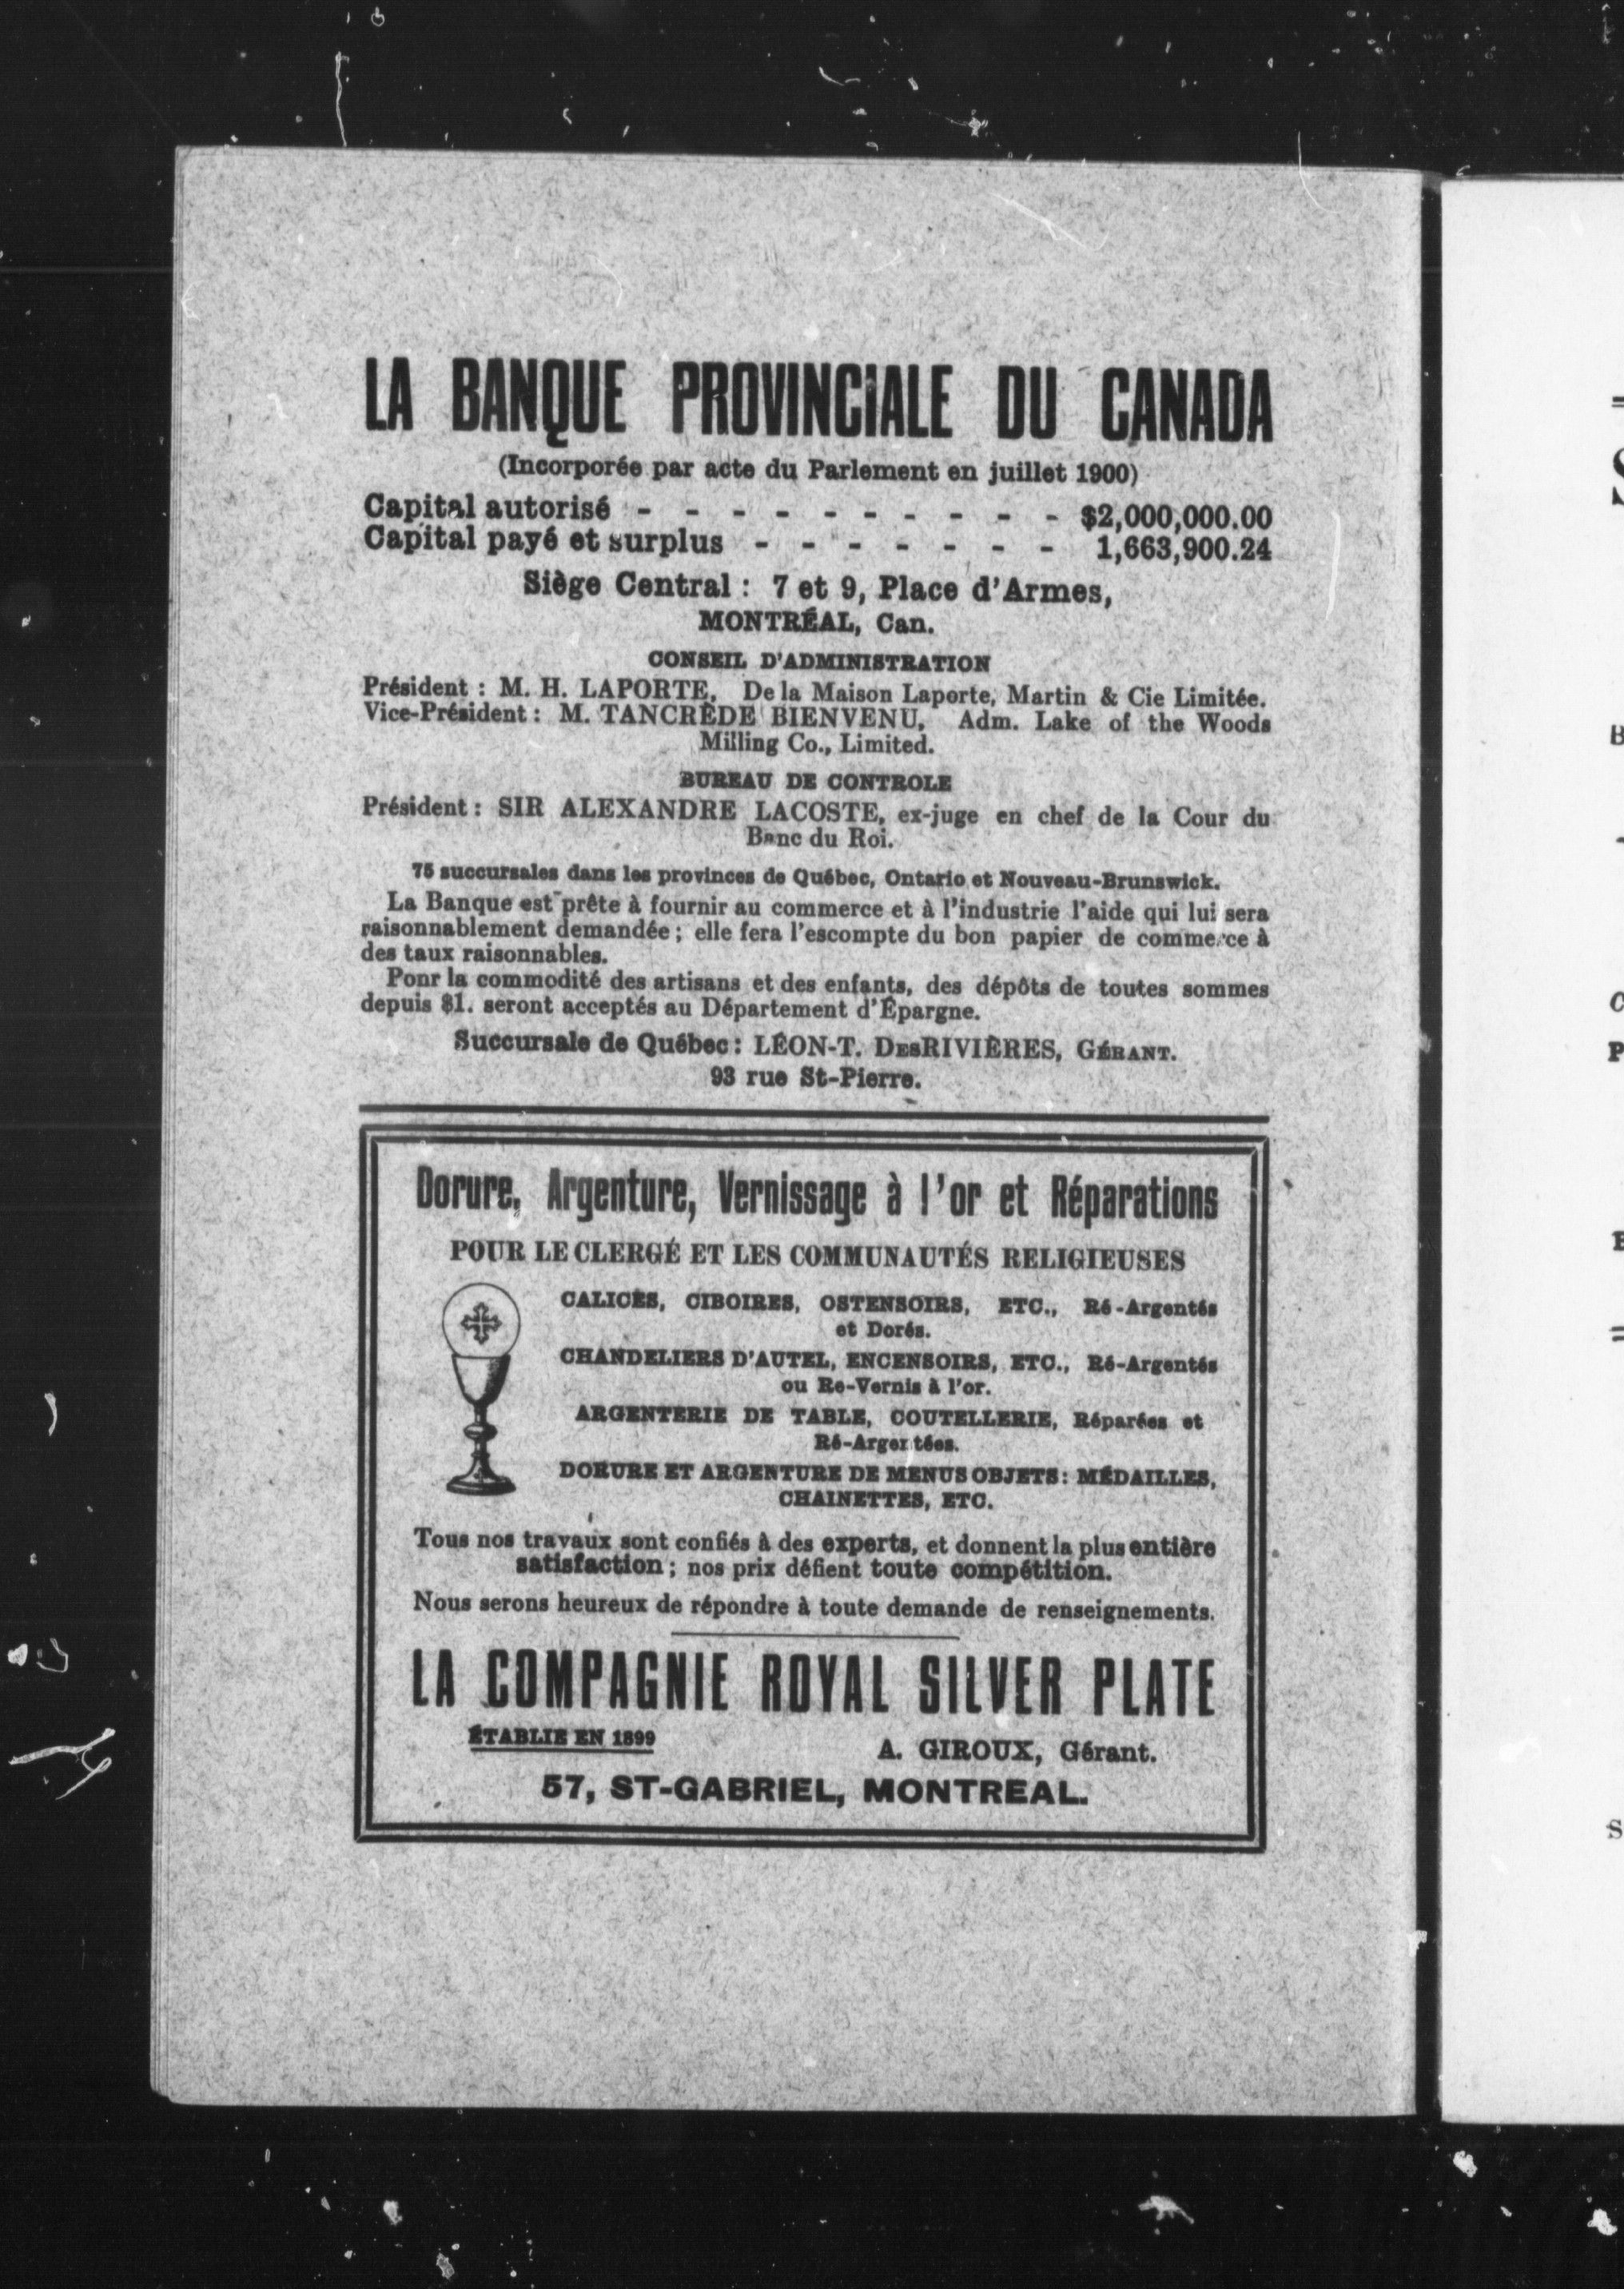 LA BANQUE PROVINCIALE DU CANADA
(Incorporée par acte du Parlement en juillet 1900)
Capital autorisé - - - - - - - - - - $2,000,000.00
Capital payé et surplus - - - - - - - 1,663,900.24
Siège Central : 7 et 9, Place d'Armes,
MONTRÉAL, Can.
CONSEIL D'ADMINISTRATION
Président : M. H. LAPORTE, De la Maison Laporte, Martin & Cie Limitée.
Vice-Président : M. TANCRÈDE BIENVENU, Adm. Lake of the Woods
Milling Co., Limited.
BUREAU DE CONTROLE
Président : SIR ALEXANDRE LACOSTE, ex-juge en chef de la Cour du
Banc du Roi.
75 succursales dans les provinces de Québec, Ontario et Nouveau-Brunswick.
La Banque est prête à fournir au commerce et à l'industrie l'aide qui lui sera
raisonnablement demandée ; elle fera l'escompte du bon papier de commerce à
des taux raisonnables.
Ponr la commodité des artisans et des enfants, des dépôts de toutes sommes
depuis $1. seront acceptés au Département d'Épargne.
Succursale de Québec : LÉON-T. DESRIVIÈRES, GÉRANT.
93 rue St-Pierre.
Dorure, Argenture, Vernissage à l'or et Réparations
POUR LE CLERGÉ ET LES COMMUNAUTÉS RELIGIEUSES
CALICES, CIBOIRES, OSTENSOIRS, ETC., Ré-Argentés
et Dorés.
CHANDELIERS D'AUTEL, ENCENSOIRS, ETC., Ré-Argentés
ou Re-Vernis à l'or.
ARGENTERIE DE TABLE, COUTELLERIE, Réparées et
Ré-Argentées.
DORURE ET ARGENTURE DE MENUS OBJETS : MÉDAILLES,
CHAINETTES, ETC.
Tous nos travaux sont confiés à des experts, et donnent la plus entière
satisfaction ; nos prix défient toute compétition.
Nous serons heureux de répondre à toute demande de renseignements.
LA COMPAGNIE ROYAL SILVER PLATE
ÉTABLIE EN 1899
A. GIROUX, Gérant.
57, ST-GABRIEL, MONTREAL.